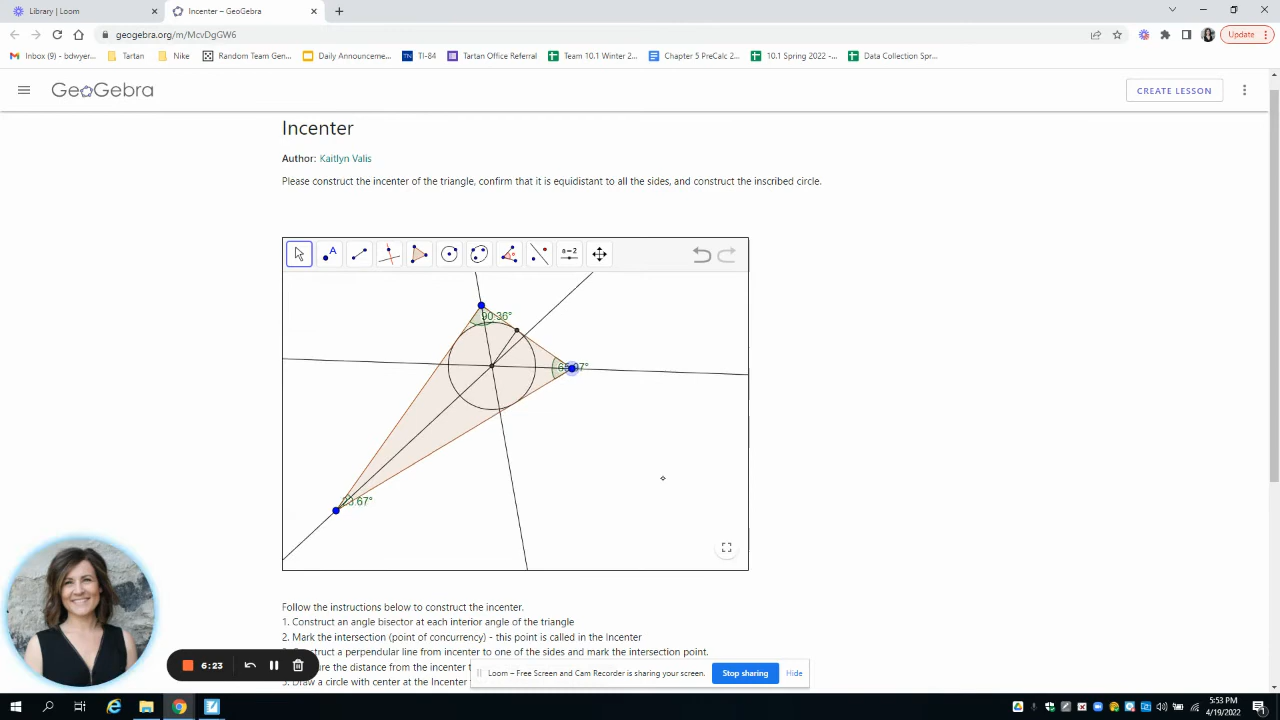 Library | Loom
Incenter – GeoGebra
geogebra.org/m/McvDgGW6
Update
Inbox (9) - bdwyer...
Tartan
Nike
Random Team Gen...
Daily Announceme...
TI-84
Tartan Office Referral
Team 10.1 Winter 2...
Chapter 5 PreCalc 2...
10.1 Spring 2022 -...
Data Collection Spr...
GeoGebra
CREATE LESSON
Incenter
Author: Kaitlyn Valis
Please construct the incenter of the triangle, confirm that it is equidistant to all the sides, and construct the inscribed circle.
A
a=2
90.36°
23.67°
Follow the instructions below to construct the incenter.
1. Construct an angle bisector at each interior angle of the triangle
2. Mark the intersection (point of concurrency) - this point is called in the Incenter
a perpendicular line from incenter to one of the sides and mark the intersection point.
the distance from the incenter
Draw a circle with center at the Incenter
6:23
Loom – Free Screen and Cam Recorder is sharing your screen.
Stop sharing
Hide
5:53 PM
4/19/2022